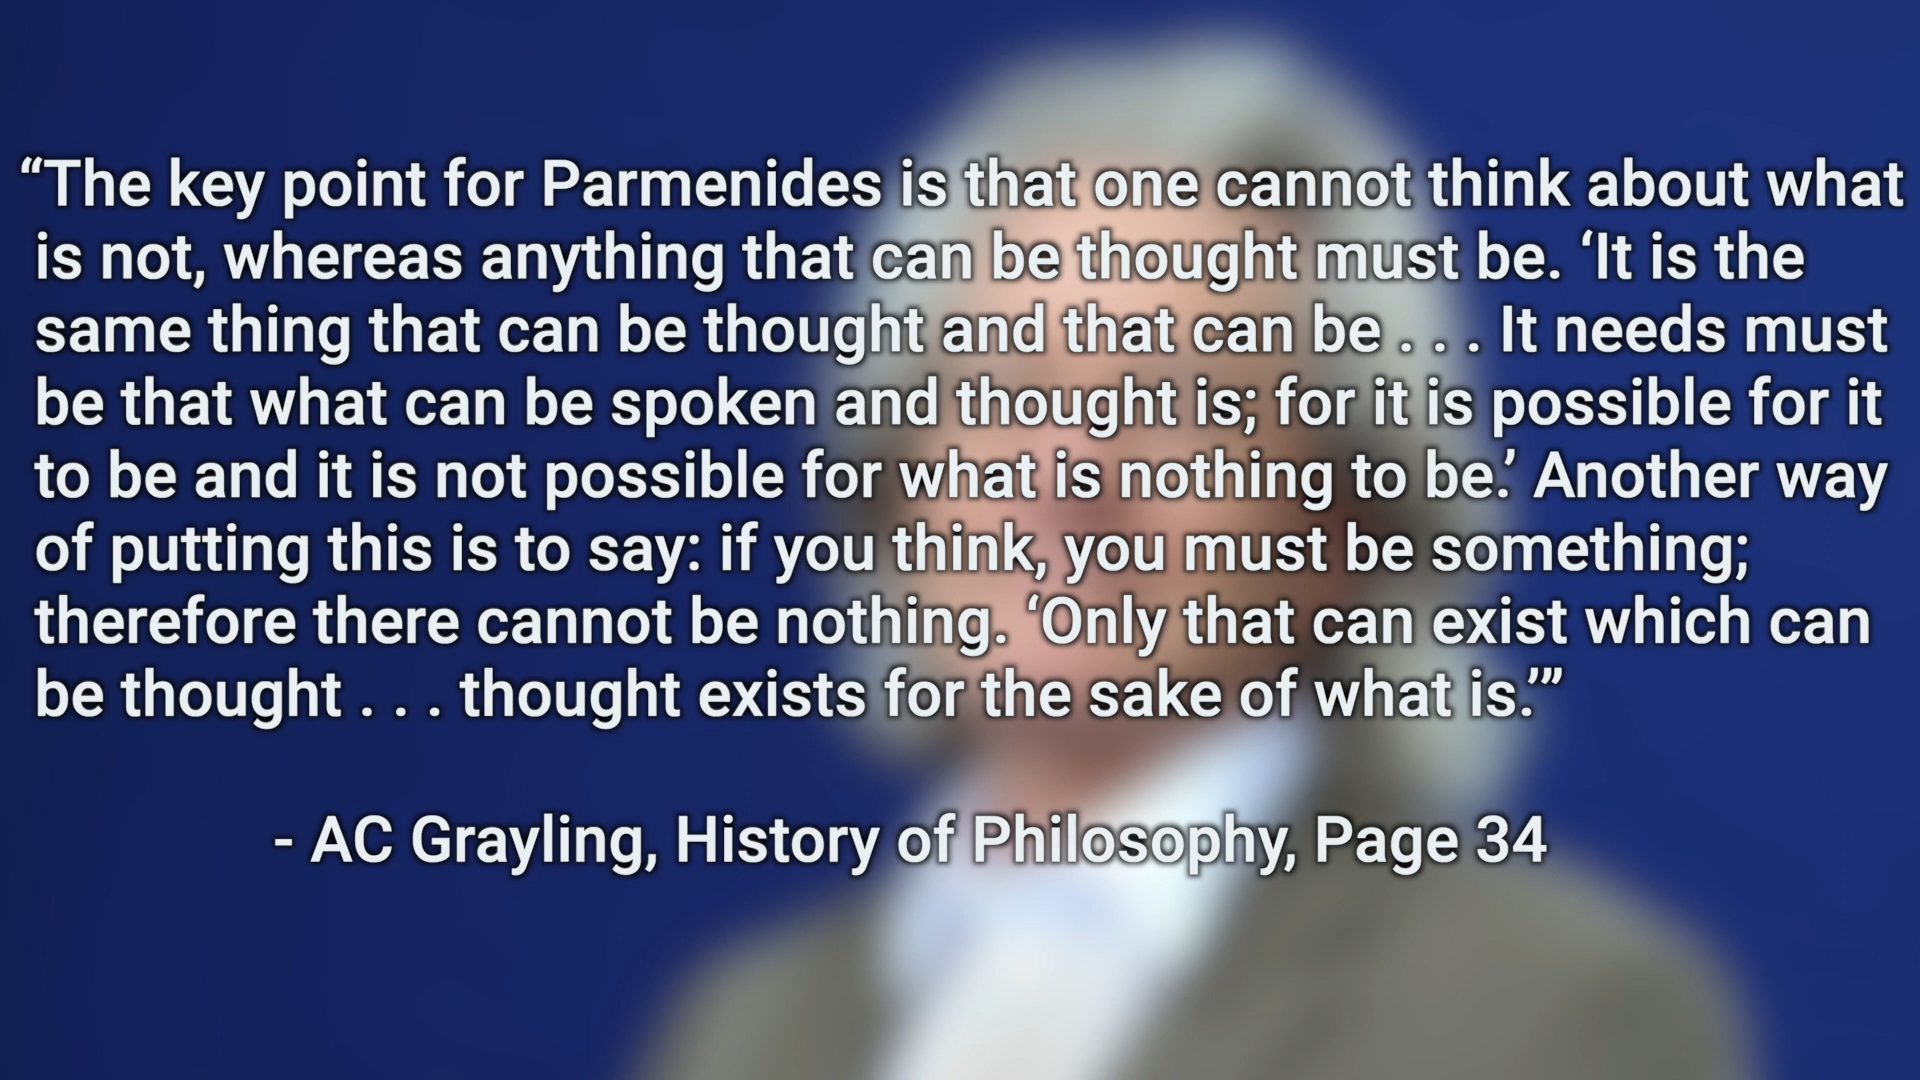 “The key point for Parmenides is that one cannot think about what
is not, whereas anything that can be thought must be. ‘It is the
same thing that can be thought and that can be . . . It needs must
be that what can be spoken and thought is; for it is possible for it
to be and it is not possible for what is nothing to be.’ Another way
of putting this is to say: if you think, you must be something;
therefore there cannot be nothing. ‘Only that can exist which can
be thought . . . thought exists for the sake of what is.’”
- AC Grayling, History of Philosophy, Page 34